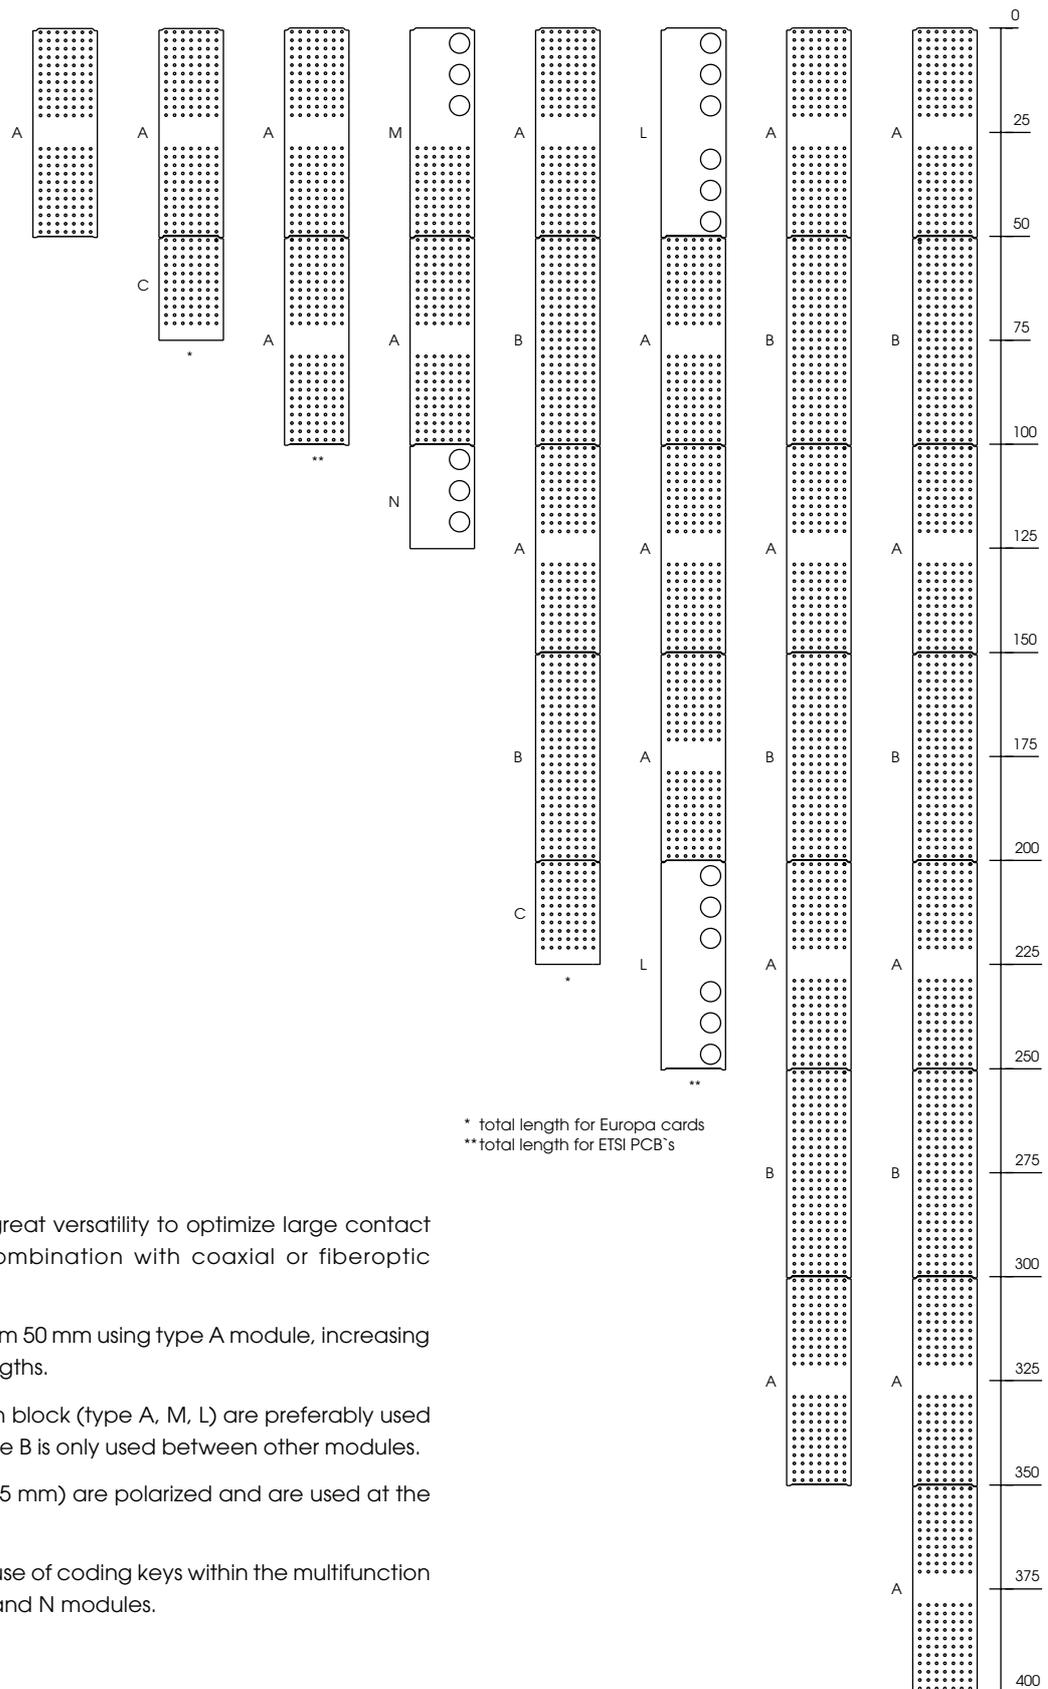 0
A A A M A L A A 25
50
C
A A B A B B 75
* 100
**
N
A A A A 125
150
B A B B 175
200
C
L A A 225
*
250
**
* total length for Europa cards
** total length for ETSI PCB`s
B B 275
great versatility to optimize large contact
combination with coaxial or fiberoptic
300
m 50 mm using type A module, increasing
gths.
325
A A
n block (type A, M, L) are preferably used
e B is only used between other modules.
350
5 mm) are polarized and are used at the
use of coding keys within the multifunction
and N modules.
A 375
400